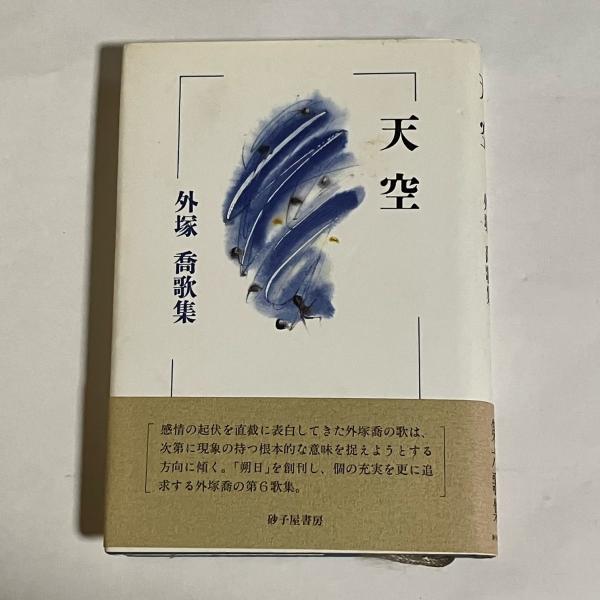 天空
外塚 喬歌集
感情の起伏を直截に表白してきた外塚喬の歌は、
次第に現象の持つ根本的な意味を捉えようとする
方向に傾く。「朔日」を創刊し、個の充実を更に追
求する外塚喬の第6歌集。
砂子屋書房